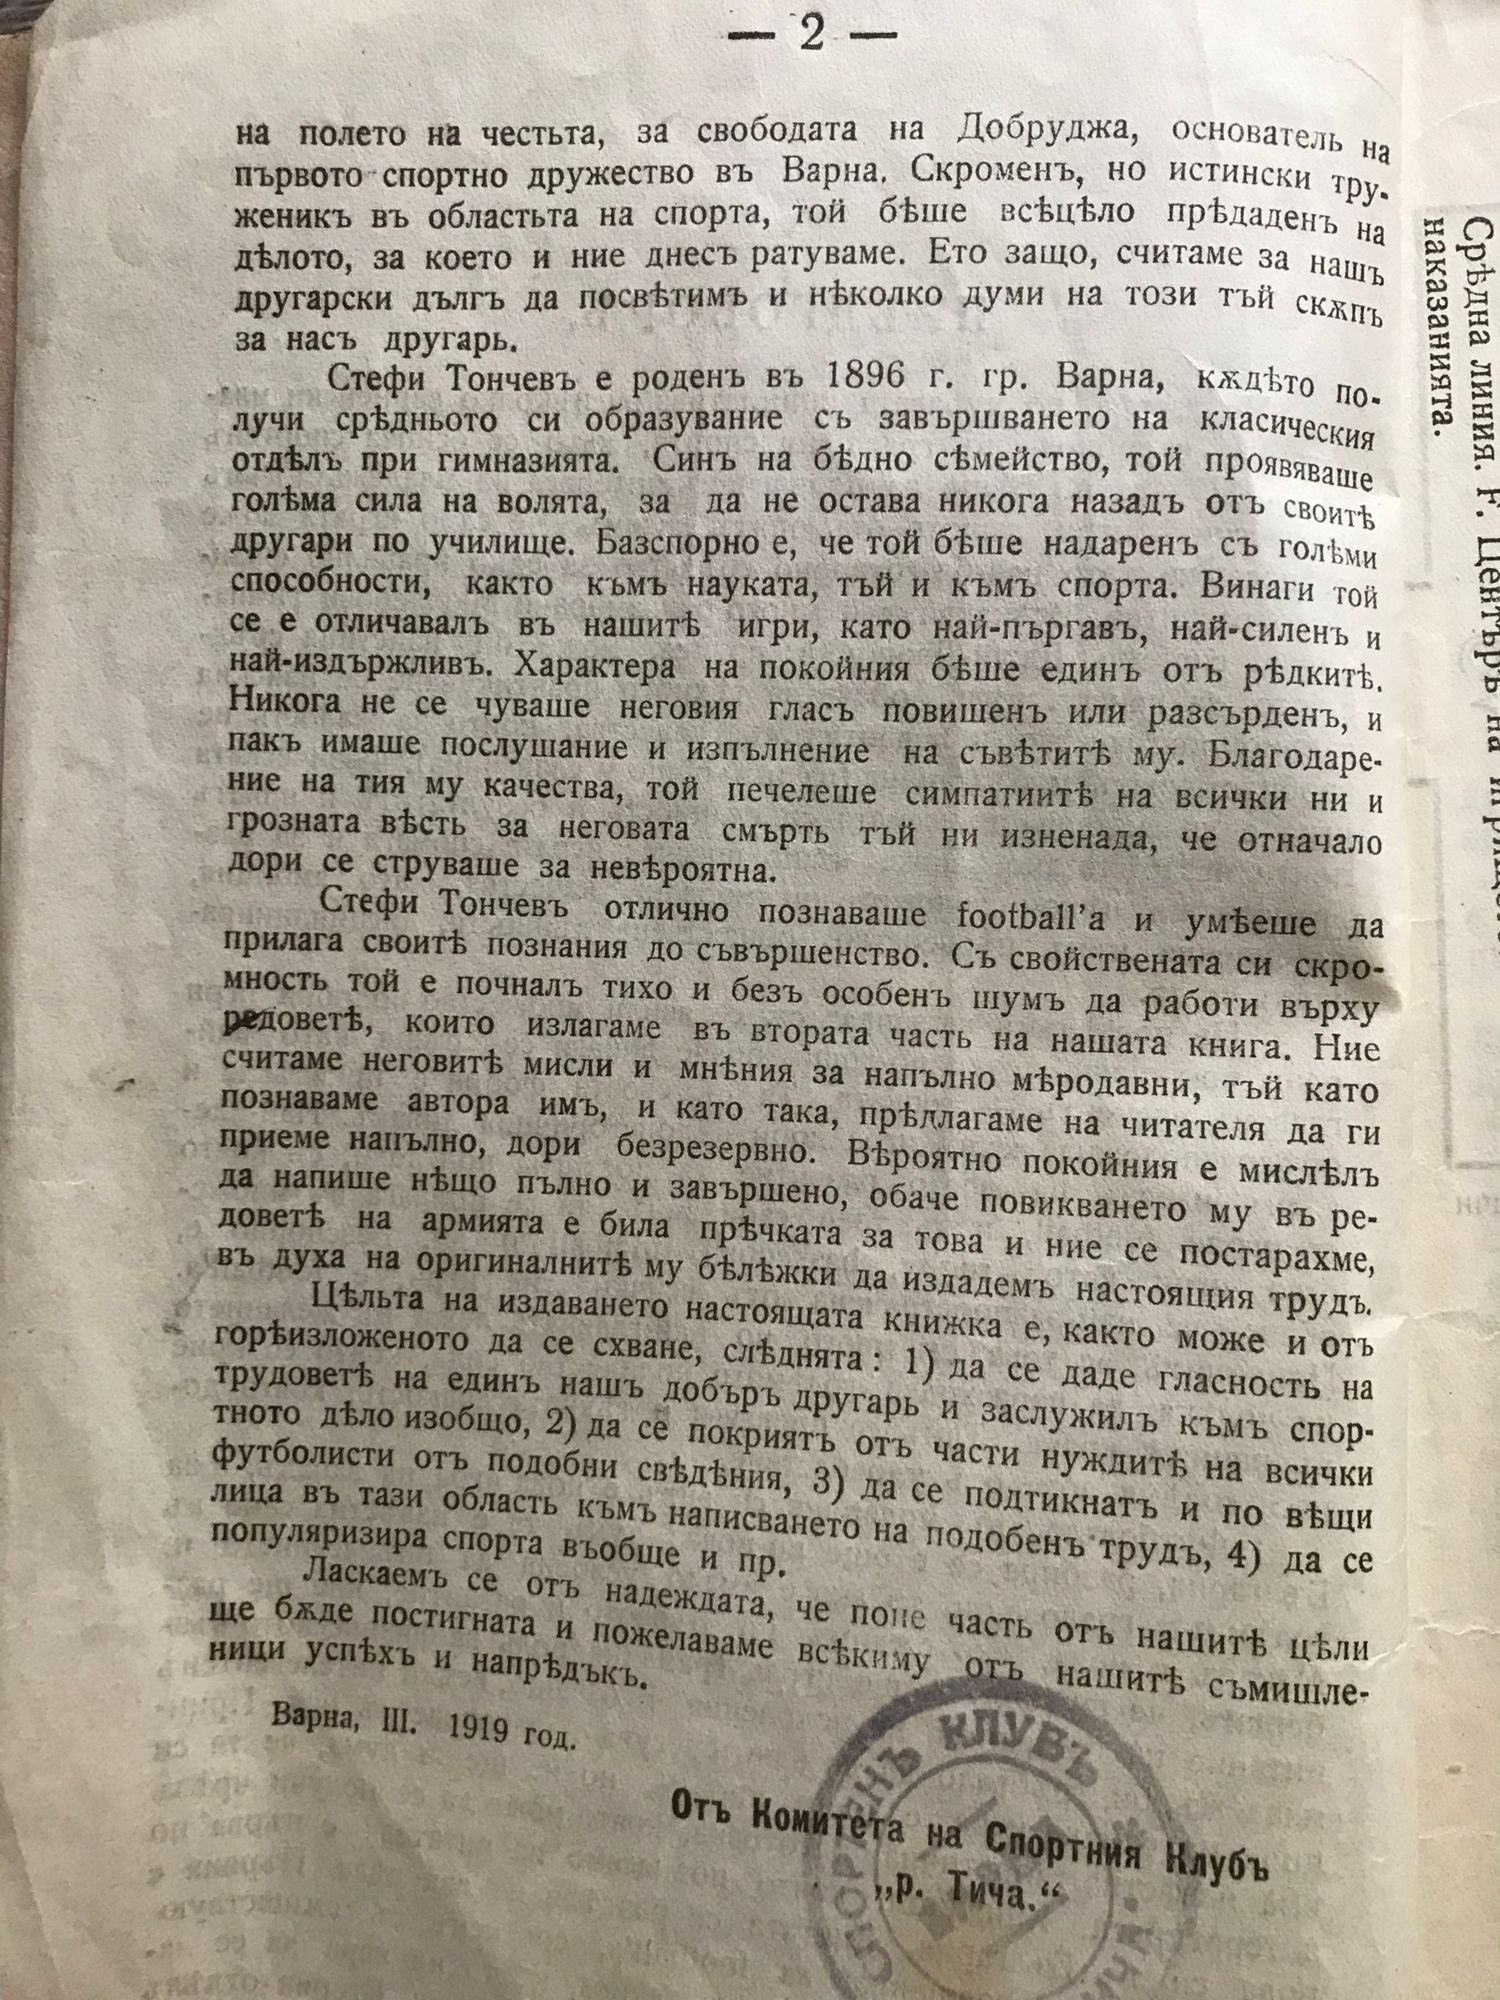 — 2 —
на полето на честьта, за свободата на Добруджа, основатель на
първото спортно дружество въ Варна. Скроменъ, но истински тру-
женикъ въ областьта на спорта, той бѣше всѣцѣло прѣдаденъ на
дѣлото, за което и ние днесъ ратуваме. Ето защо, считаме за нашъ
другарски дългъ да посвѣтимъ и нѣколко думи на този тъй скѫпъ
за насъ другарь.
Стефи Тончевъ е роденъ въ 1896 г. гр. Варна, кѫдѣто по-
лучи срѣдньото си образувание съ завършването на класическия
отдѣлъ при гимназията. Синъ на бѣдно сѣмейство, той проявяваше
голѣма сила на волята, за да не остава никога назадъ отъ своитѣ
другари по училище. Базспорно е, че той бѣше надаренъ съ голѣми
способности, както къмъ науката, тъй и къмъ спорта. Винаги той
се е отличавалъ въ нашитѣ игри, като най-пъргавъ, най-силенъ и
най-издържливъ. Характера на покойния бѣше единъ отъ рѣдкитѣ.
Никога не се чуваше неговия гласъ повишенъ или разсърденъ, и
пакъ имаше послушание и изпълнение на съвѣтитѣ му. Благодаре-
ние на тия му качества, той печелеше симпатиитѣ на всички ни и
грозната вѣсть за неговата смърть тъй ни изненада, че отначало
дори се струваше за невѣроятна.
Стефи Тончевъ отлично познаваше football’а и умѣеше да
прилага своитѣ познания до съвършенство. Съ свойствената си скро-
мность той е почналъ тихо и безъ особенъ шумъ да работи върху
редоветѣ, които излагаме въ втората часть на нашата книга. Ние
считаме неговитѣ мисли и мнѣния за напълно мѣродавни, тъй като
познаваме автора имъ, и като така, прѣдлагаме на читателя да ги
приеме напълно, дори безрезервно. Вѣроятно покойния е мислѣлъ
да напише нѣщо пълно и завършено, обаче повикването му въ ре-
доветѣ на армията е била прѣчката за това и ние се постарахме,
въ духа на оригиналнитѣ му бѣлѣжки да издадемъ настоящия трудъ.
Цѣльта на издаването настоящата книжка е, както може и отъ
горѣизложеното да се схване, слѣднята: 1) да се даде гласность на
трудоветѣ на единъ нашъ добъръ другарь и заслужилъ къмъ спор-
тното дѣло изобщо, 2) да се покриятъ отъ части нуждитѣ на всички
футболисти отъ подобни свѣдѣния, 3) да се подтикнатъ и по вѣщи
лица въ тази область къмъ написването на подобенъ трудъ, 4) да се
популяризира спорта въобще и пр.
Ласкаемъ се отъ надеждата, че поне часть отъ нашитѣ цѣли
ще бѫде постигната и пожелаваме всѣкиму отъ нашитѣ съмишле-
ници успѣхъ и напрѣдъкъ.
Варна, III. 1919 год.
Отъ Комитета на Спортния Клубъ
„р. Тича.“
СПОРТЕНЪ КЛУБЪ
Срѣдна линия. F. Центъръ на игрището.
наказанията.